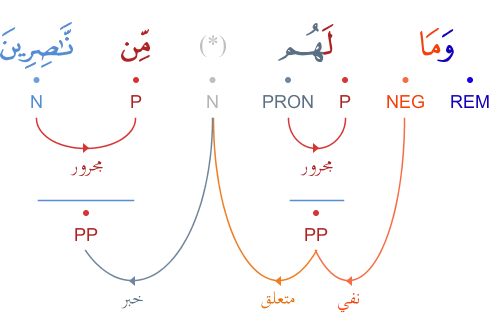 وَمَا لَهُم (*) مِّن نَّٰصِرِينَ
REM NEG P PRON N P N
مجرور مجرور
PP PP
نفي متعلق خبر